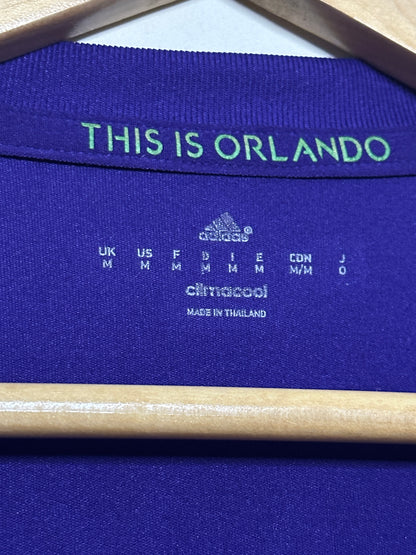 THIS IS ORLANDO
adidas®
UK US F D I E CDN J
M M M M M M M/M O
climacool
MADE IN THAILAND